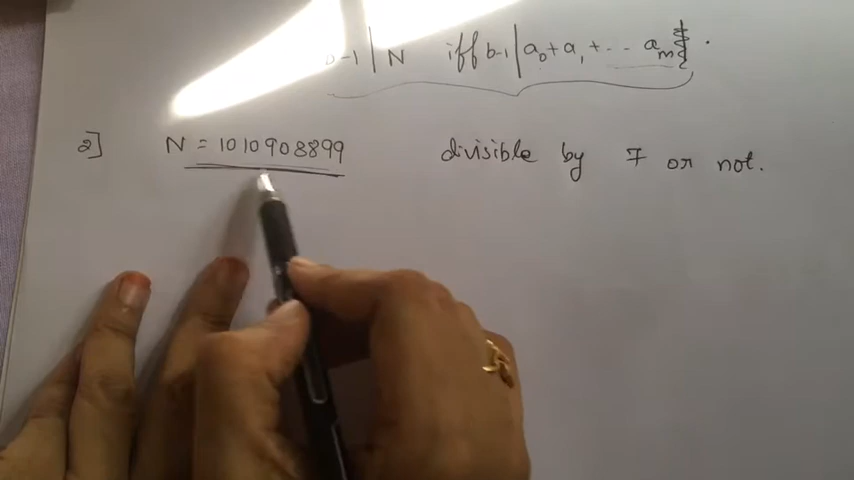 b-1 | N iff b-1 | a₀ + a₁ + ... aₘ .
2] N = 1010908899 divisible by 7 or not.